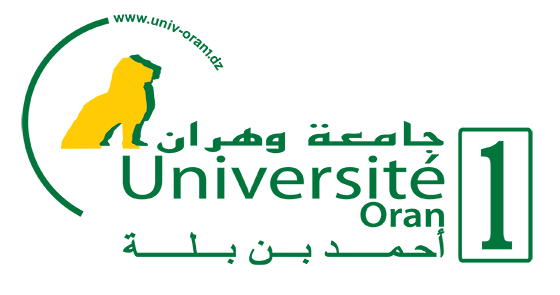 www.univ-oran1.dz
جامعة وهران
Université
Oran
1
أحمد بن بلة